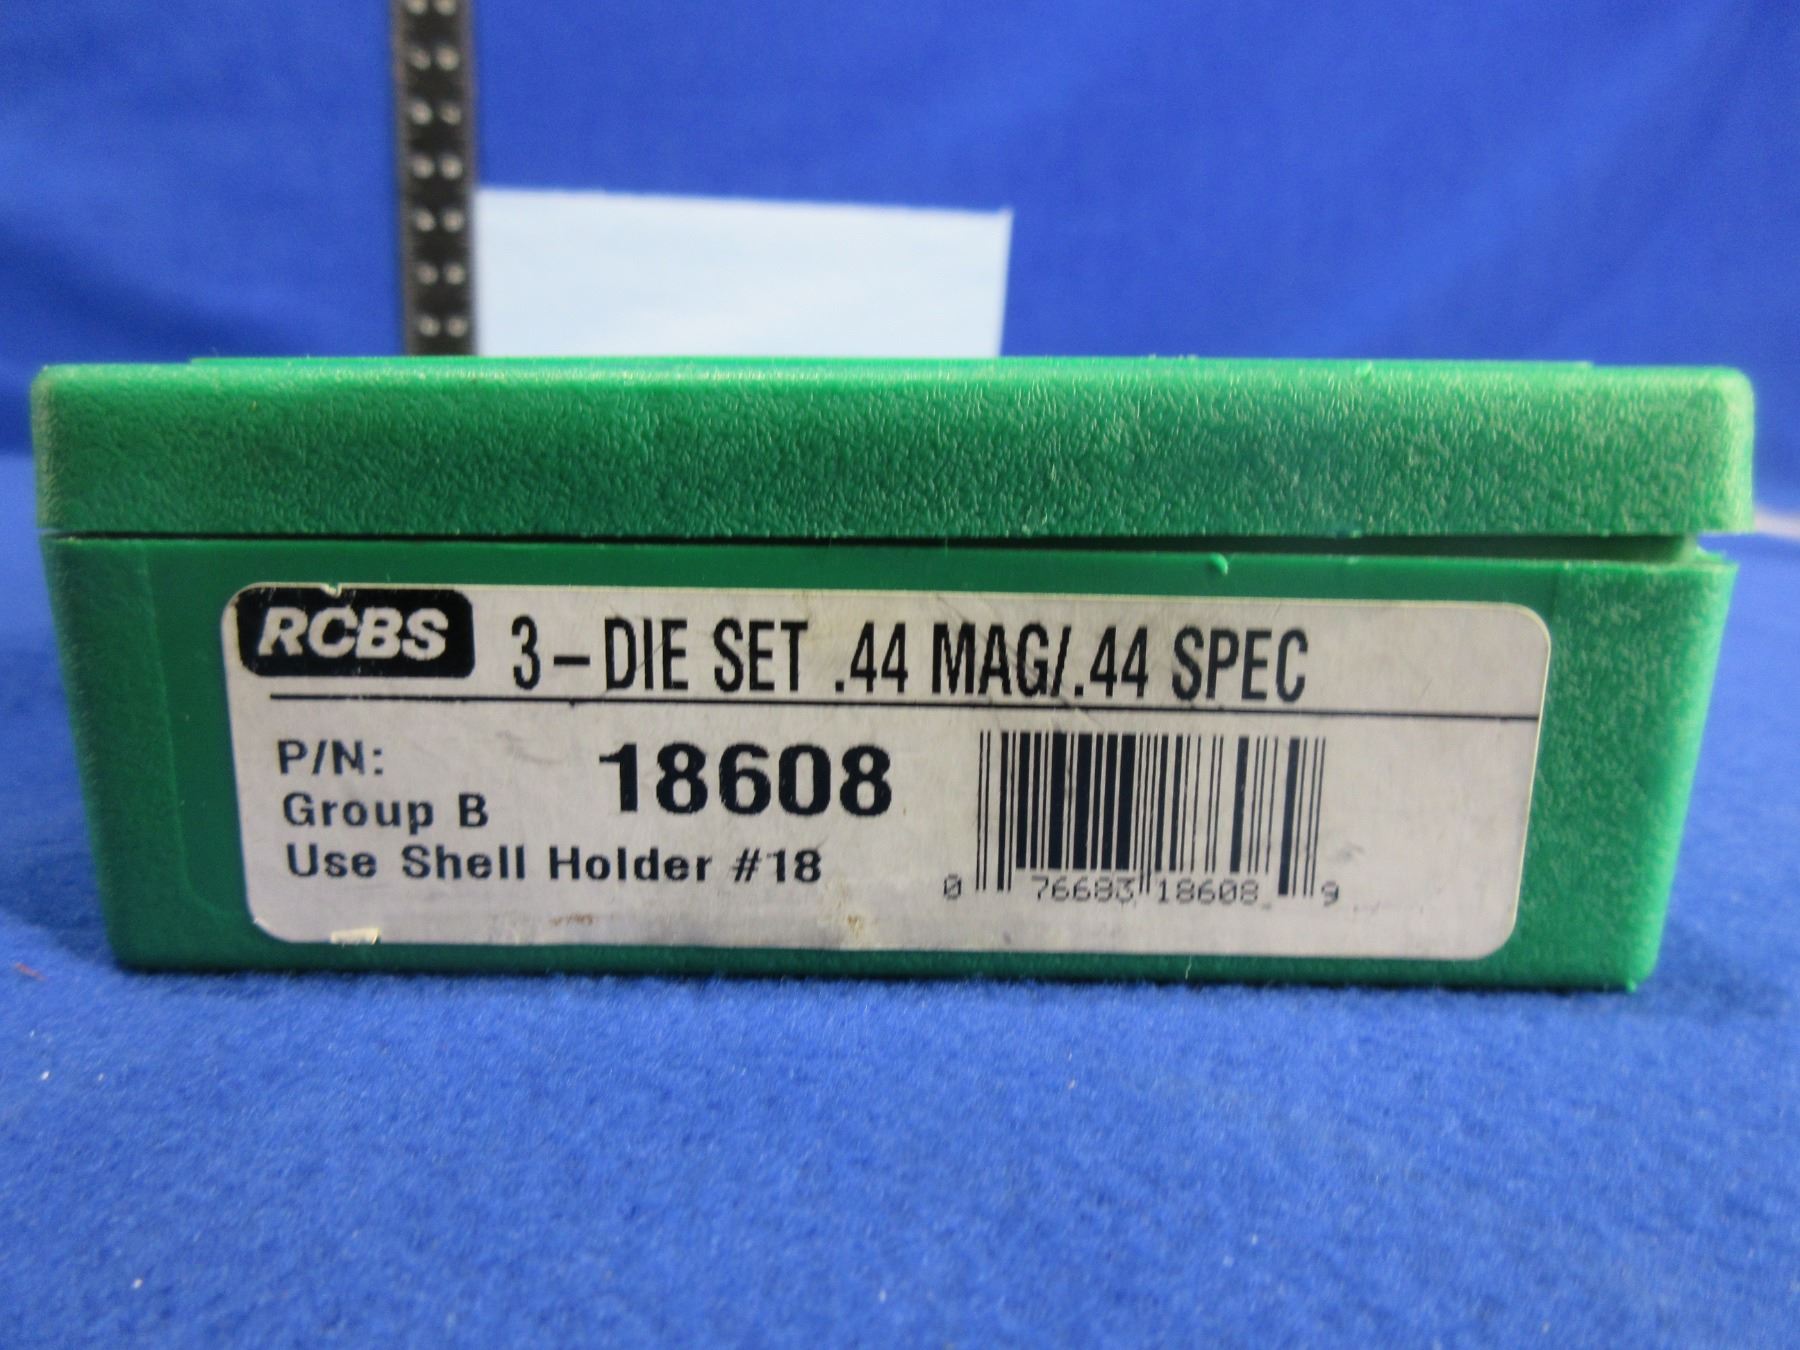 RCBS 3-DIE SET .44 MAG/.44 SPEC
P/N: 18608
Group B
Use Shell Holder #18
0 76683 18608 9